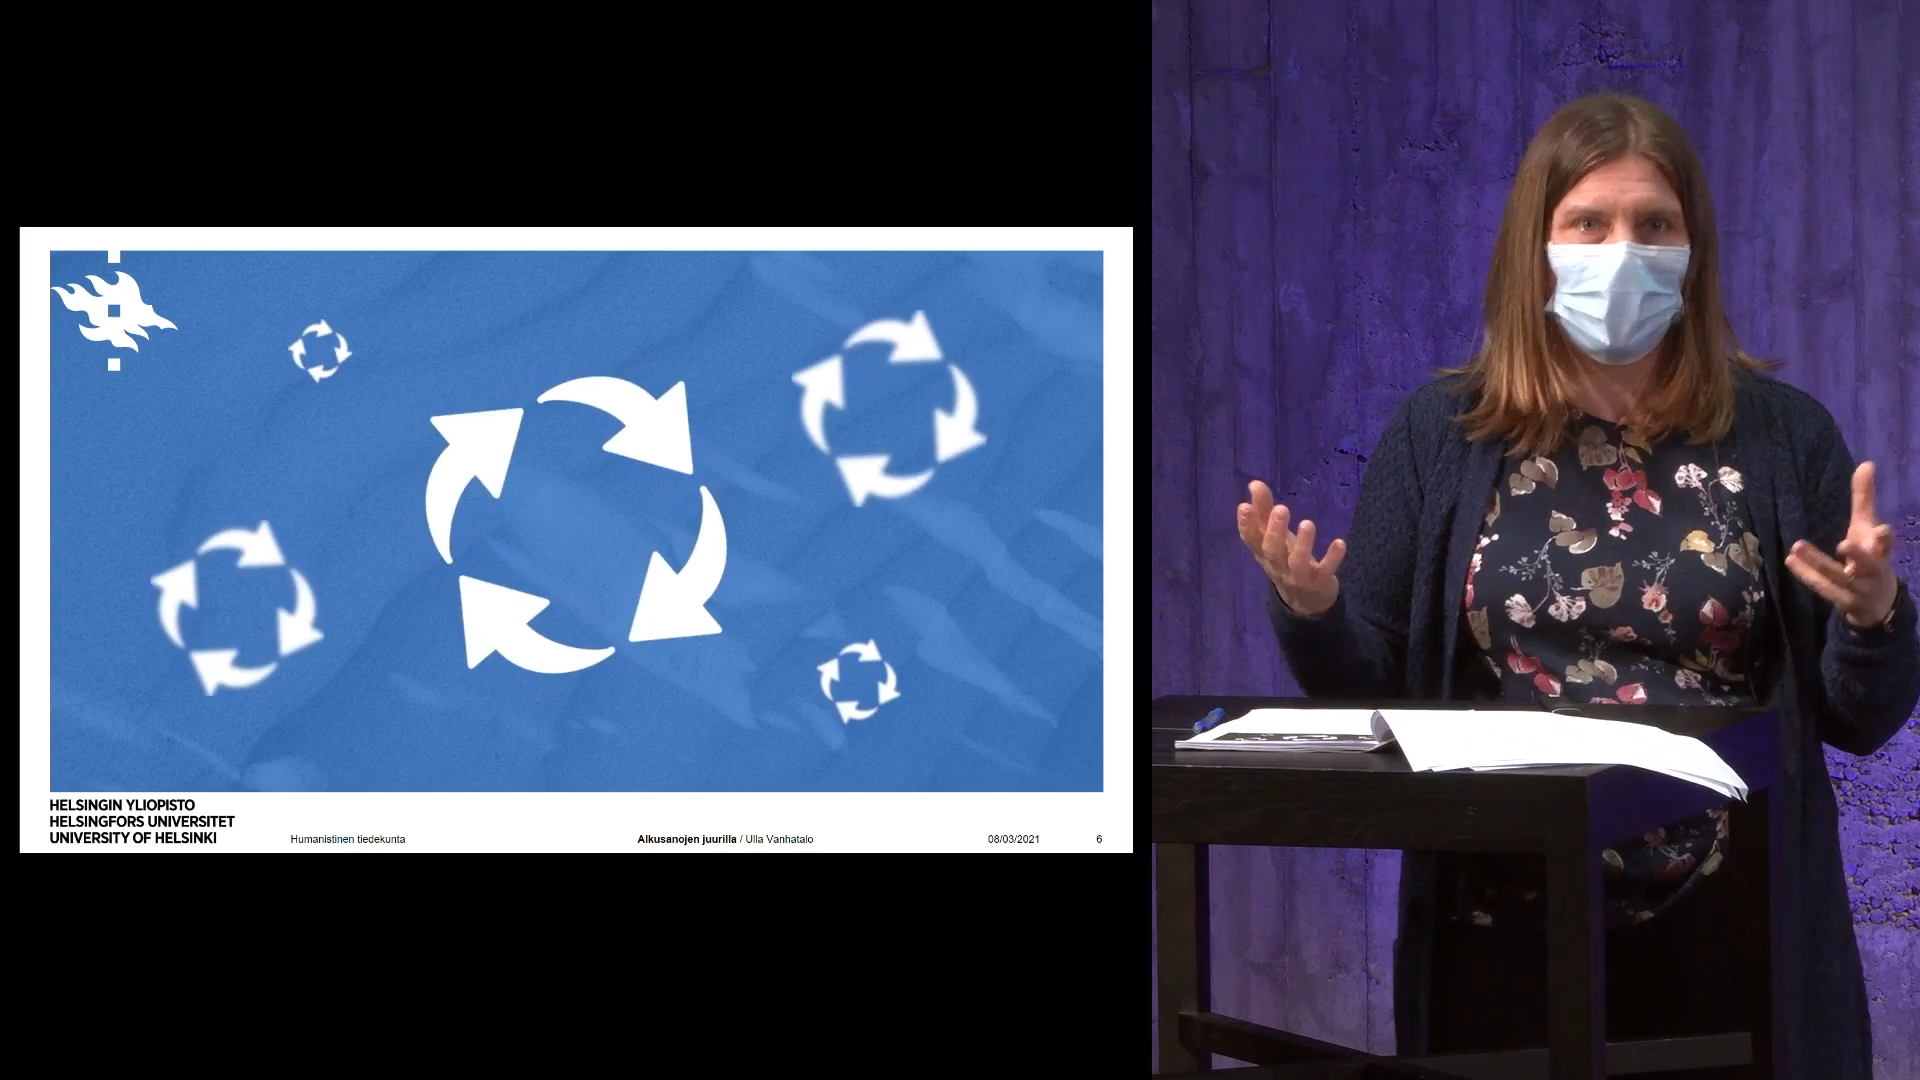 HELSINGIN YLIOPISTO
HELSINGFORS UNIVERSITET
UNIVERSITY OF HELSINKI
Humanistinen tiedekunta
Alkusanojen juurilla / Ulla Vanhatalo
08/03/2021
6